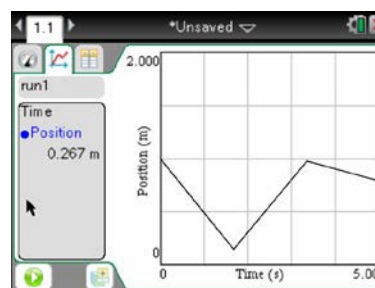 1.1
*Unsaved
run1
Time
Position
0.267 m
2.000
Position (m)
0
0
Time (s)
5.00